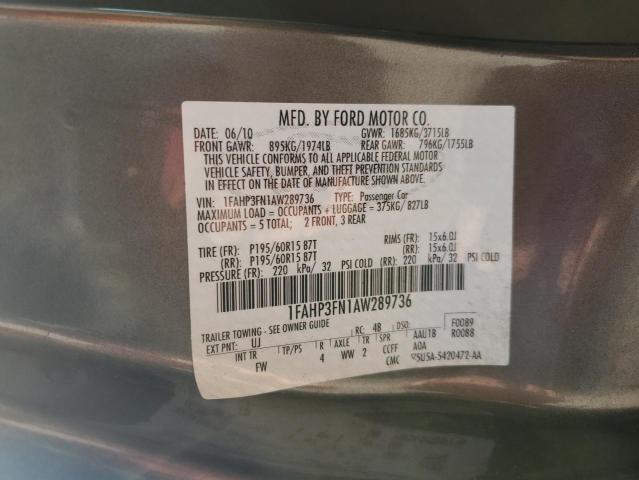 MFD. BY FORD MOTOR CO.
DATE: 06/10 GVWR: 1685KG/3715LB
FRONT GAWR: 895KG/1974LB REAR GAWR: 796KG/1755LB
THIS VEHICLE CONFORMS TO ALL APPLICABLE FEDERAL MOTOR
VEHICLE SAFETY, BUMPER, AND THEFT PREVENTION STANDARDS
IN EFFECT ON THE DATE OF MANUFACTURE SHOWN ABOVE.
VIN: 1FAHP3FN1AW289736 TYPE: Passenger Car
MAXIMUM LOAD = OCCUPANTS + LUGGAGE = 375KG/ 827LB
OCCUPANTS = 5 TOTAL; 2 FRONT, 3 REAR
TIRE (FR): P195/60R15 87T RIMS (FR): 15x6.0J
(RR): P195/60R15 87T (RR): 15x6.0J
PRESSURE (FR): 220 kPa/ 32 PSI COLD (RR): 220 kPa/ 32 PSI COLD
1FAHP3FN1AW289736
TRAILER TOWING - SEE OWNER GUIDE
EXT PNT: UJ RC: 48 DSO: F0089
INT TR TP/PS R AXLE TR SPR AAU1B R0088
FW 4 WW 2 CCFF AOA
CMC 5U5A-5420472-AA